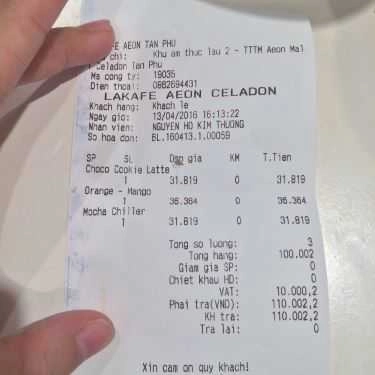 FE AEON TAN PHU
chi: Khu am thuc lau 2 - TTTM Aeon Mal
Celadon Tan Phu
Ma cong ty: 19035
Dien thoai: 0862694431
LAKAFE AEON CELADON
Khach hang: Khach le
Ngay gio: 13/04/2016 16:13:22
Nhan vien: NGUYEN HO KIM THUONG
So hoa don: BL.160413.1.00059
SP SL Don gia KM T.Tien
Choco Cookie Latte
1 31.819 0 31.819
Orange - Mango
1 36.364 0 36.364
Mocha Chiller
1 31.819 0 31.819
Tong so luong: 3
Tong hang: 100.002
Giam gia SP: 0
Chiet khau HD: 0
VAT: 10.000,2
Phai tra(VND): 110.002,2
KH tra: 110.002,2
Tra lai: 0
Xin cam on quy khach!